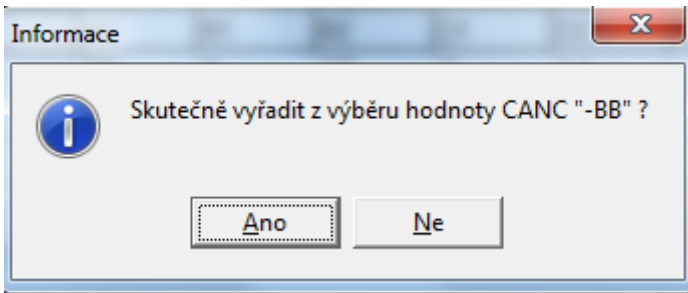 Informace
Skutečně vyřadit z výběru hodnoty CANC "-BB" ?
Ano
Ne